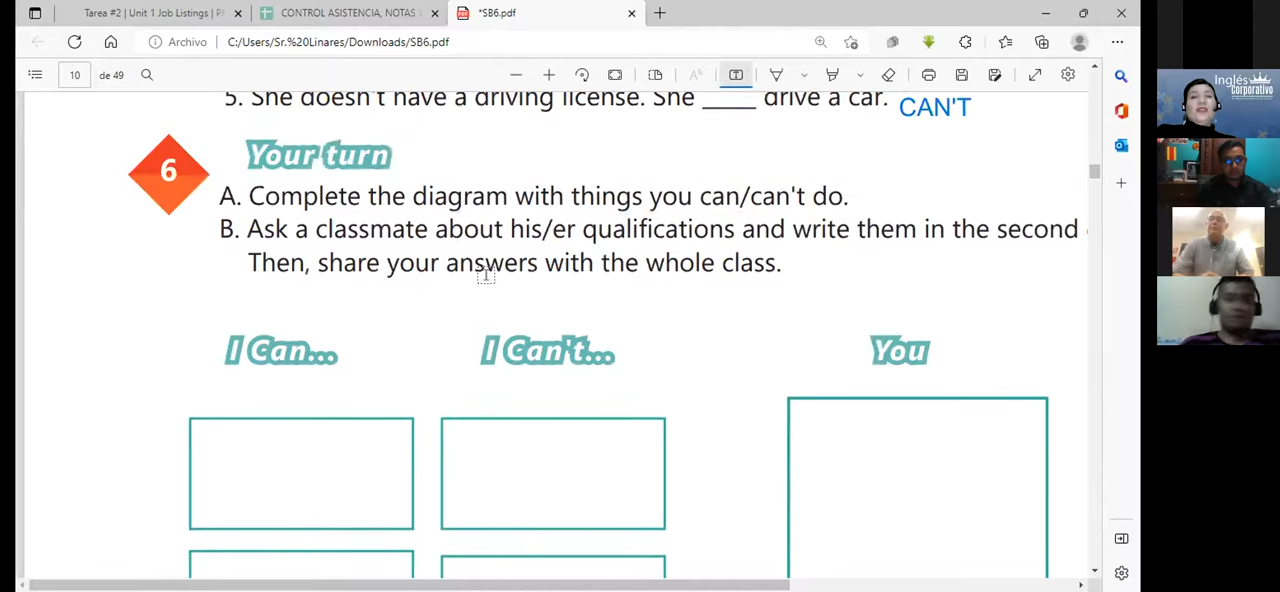 Tarea #2 | Unit 1 Job Listings | P
CONTROL ASISTENCIA, NOTAS
*SB6.pdf
Archivo
C:/Users/Sr.%20Linares/Downloads/SB6.pdf
10
de 49
5. She doesn't have a driving license. She ____ drive a car. CAN'T
6
Your turn
A. Complete the diagram with things you can/can't do.
B. Ask a classmate about his/er qualifications and write them in the second
Then, share your answers with the whole class.
I Can...
I Can't...
You
Inglés
Corporativo